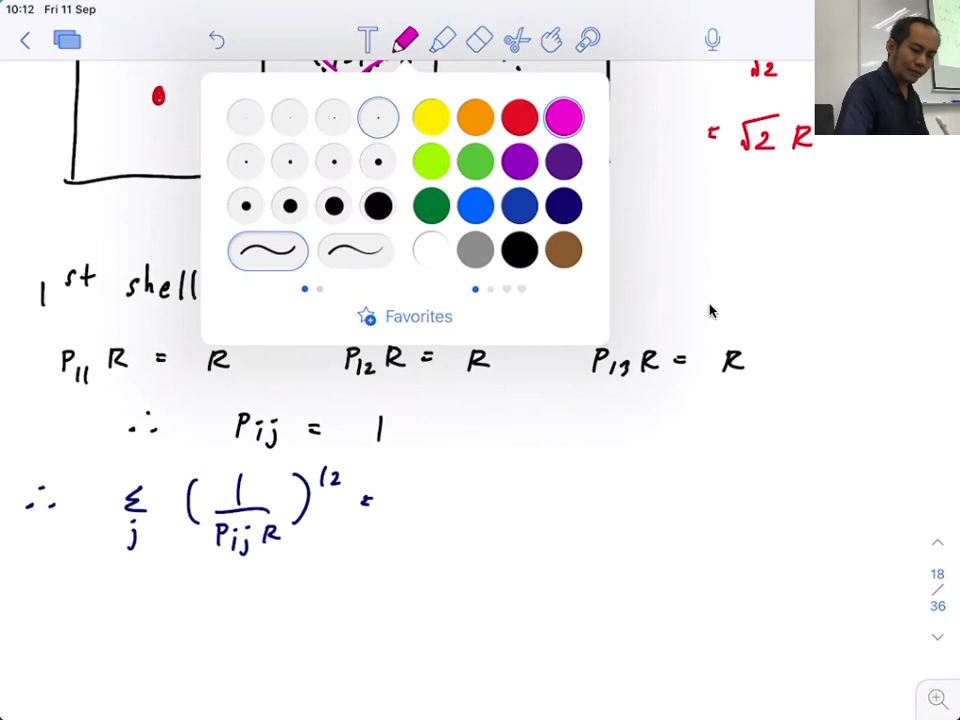 10:12 Fri 11 Sep
T
√2
= √2 R
Favorites
1st shell
P11 R = R P12 R = R P13 R = R
∴ Pij = 1
∴ Σj (1 / Pij R)^12 =
18
/
36